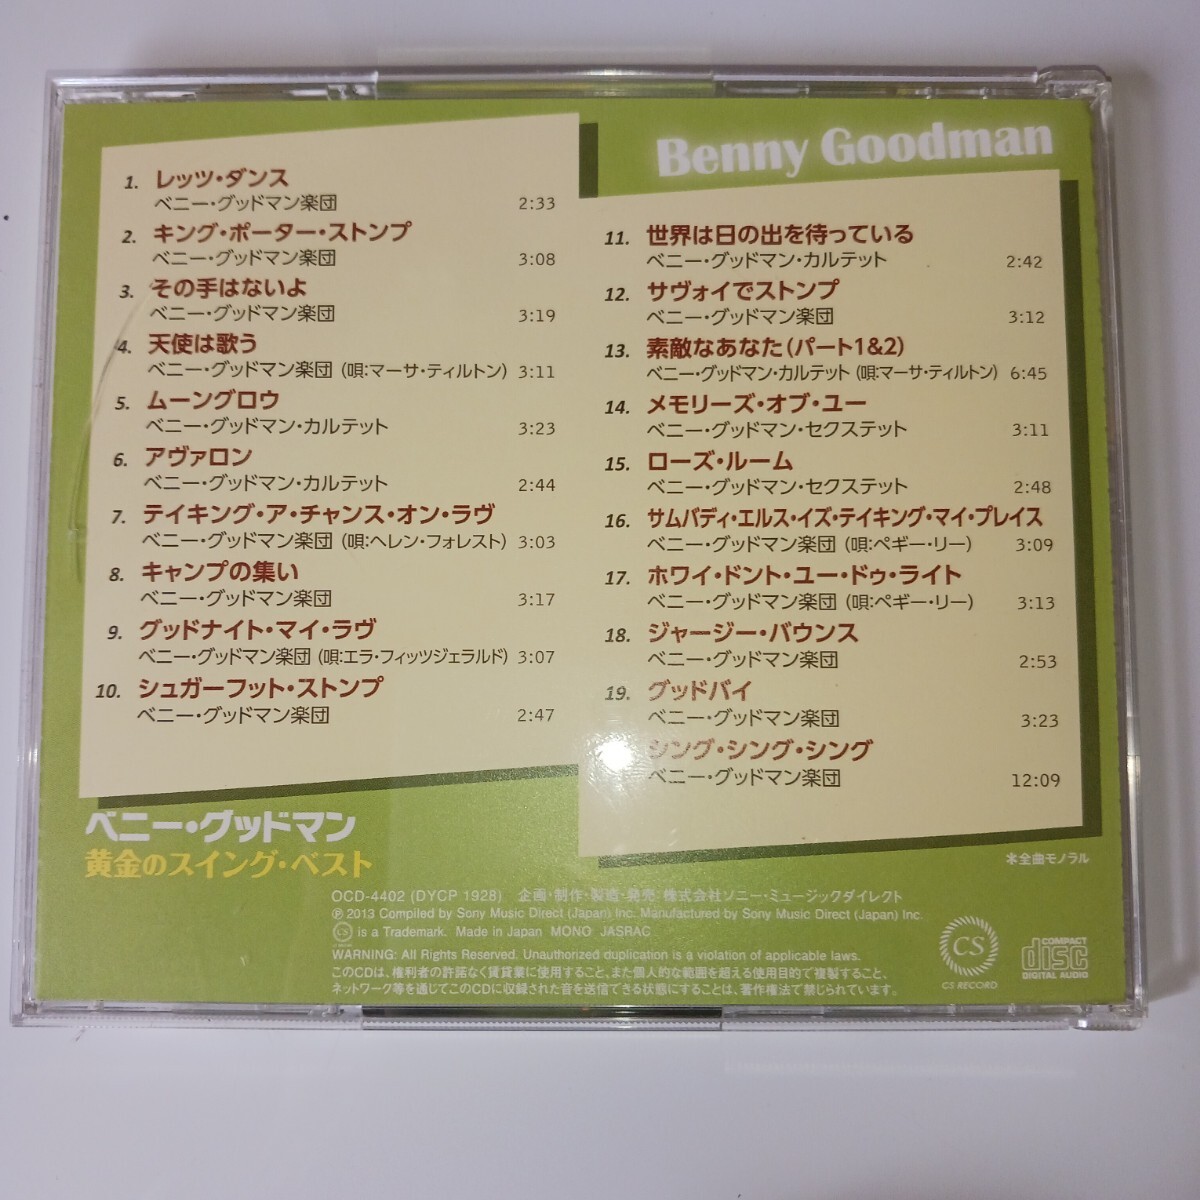 Benny Goodman
1. レッツ・ダンス
ベニー・グッドマン楽団 2:33
2. キング・ポーター・ストンプ
ベニー・グッドマン楽団 3:08
3. その手はないよ
ベニー・グッドマン楽団 3:19
4. 天使は歌う
ベニー・グッドマン楽団 (唄:マーサ・ティルトン) 3:11
5. ムーングロウ
ベニー・グッドマン・カルテット 3:23
6. アヴァロン
ベニー・グッドマン・カルテット 2:44
7. テイキング・ア・チャンス・オン・ラヴ
ベニー・グッドマン楽団 (唄:ヘレン・フォレスト) 3:03
8. キャンプの集い
ベニー・グッドマン楽団 3:17
9. グッドナイト・マイ・ラヴ
ベニー・グッドマン楽団 (唄:エラ・フィッツジェラルド) 3:07
10. シュガーフット・ストンプ
ベニー・グッドマン楽団 2:47
11. 世界は日の出を待っている
ベニー・グッドマン・カルテット 2:42
12. サヴォイでストンプ
ベニー・グッドマン楽団 3:12
13. 素敵なあなた(パート1&2)
ベニー・グッドマン・カルテット (唄:マーサ・ティルトン) 6:45
14. メモリーズ・オブ・ユー
ベニー・グッドマン・セクステット 3:11
15. ローズ・ルーム
ベニー・グッドマン・セクステット 2:48
16. サムバディ・エルス・イズ・テイキング・マイ・プレイス
ベニー・グッドマン楽団 (唄:ペギー・リー) 3:09
17. ホワイ・ドント・ユー・ドゥ・ライト
ベニー・グッドマン楽団 (唄:ペギー・リー) 3:13
18. ジャージー・バウンス
ベニー・グッドマン楽団 2:53
19. グッドバイ
ベニー・グッドマン楽団 3:23
シング・シング・シング
ベニー・グッドマン楽団 12:09
ベニー・グッドマン
黄金のスイング・ベスト
＊全曲モノラル
OCD-4402 (DYCP 1928) 企画・制作・製造・発売 株式会社ソニー・ミュージックダイレクト
Ⓟ 2013 Compiled by Sony Music Direct (Japan) Inc. Manufactured by Sony Music Direct (Japan) Inc.
CS is a Trademark. Made in Japan MONO JASRAC
WARNING: All Rights Reserved. Unauthorized duplication is a violation of applicable laws.
このCDは、権利者の許諾なく賃貸業に使用すること、また個人的な範囲を超える使用目的で複製すること、
ネットワーク等を通じてこのCDに収録された音を送信できる状態にすることは、著作権法で禁じられています。
CS
CS RECORD
COMPACT
disc
DIGITAL AUDIO